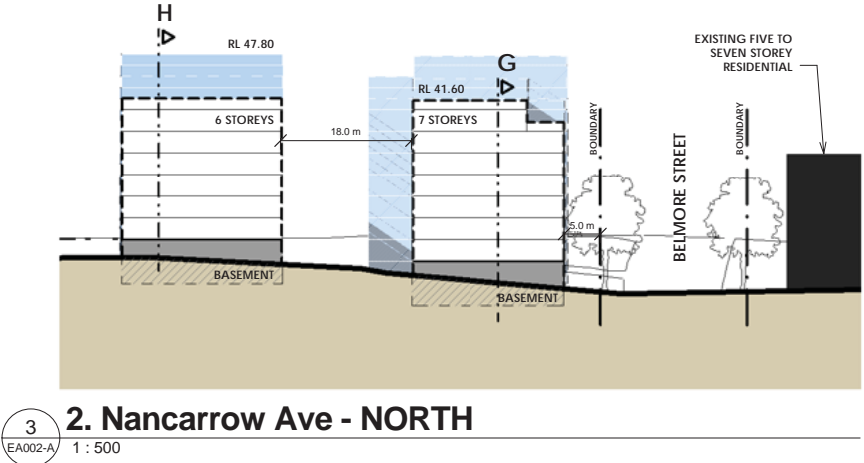 H
RL 47.80
EXISTING FIVE TO
SEVEN STOREY
RESIDENTIAL
G
RL 41.60
6 STOREYS
7 STOREYS
18.0 m
BOUNDARY
BOUNDARY
BELMORE STREET
5.0 m
BASEMENT
BASEMENT
3
EA002-A
2. Nancarrow Ave - NORTH
1 : 500